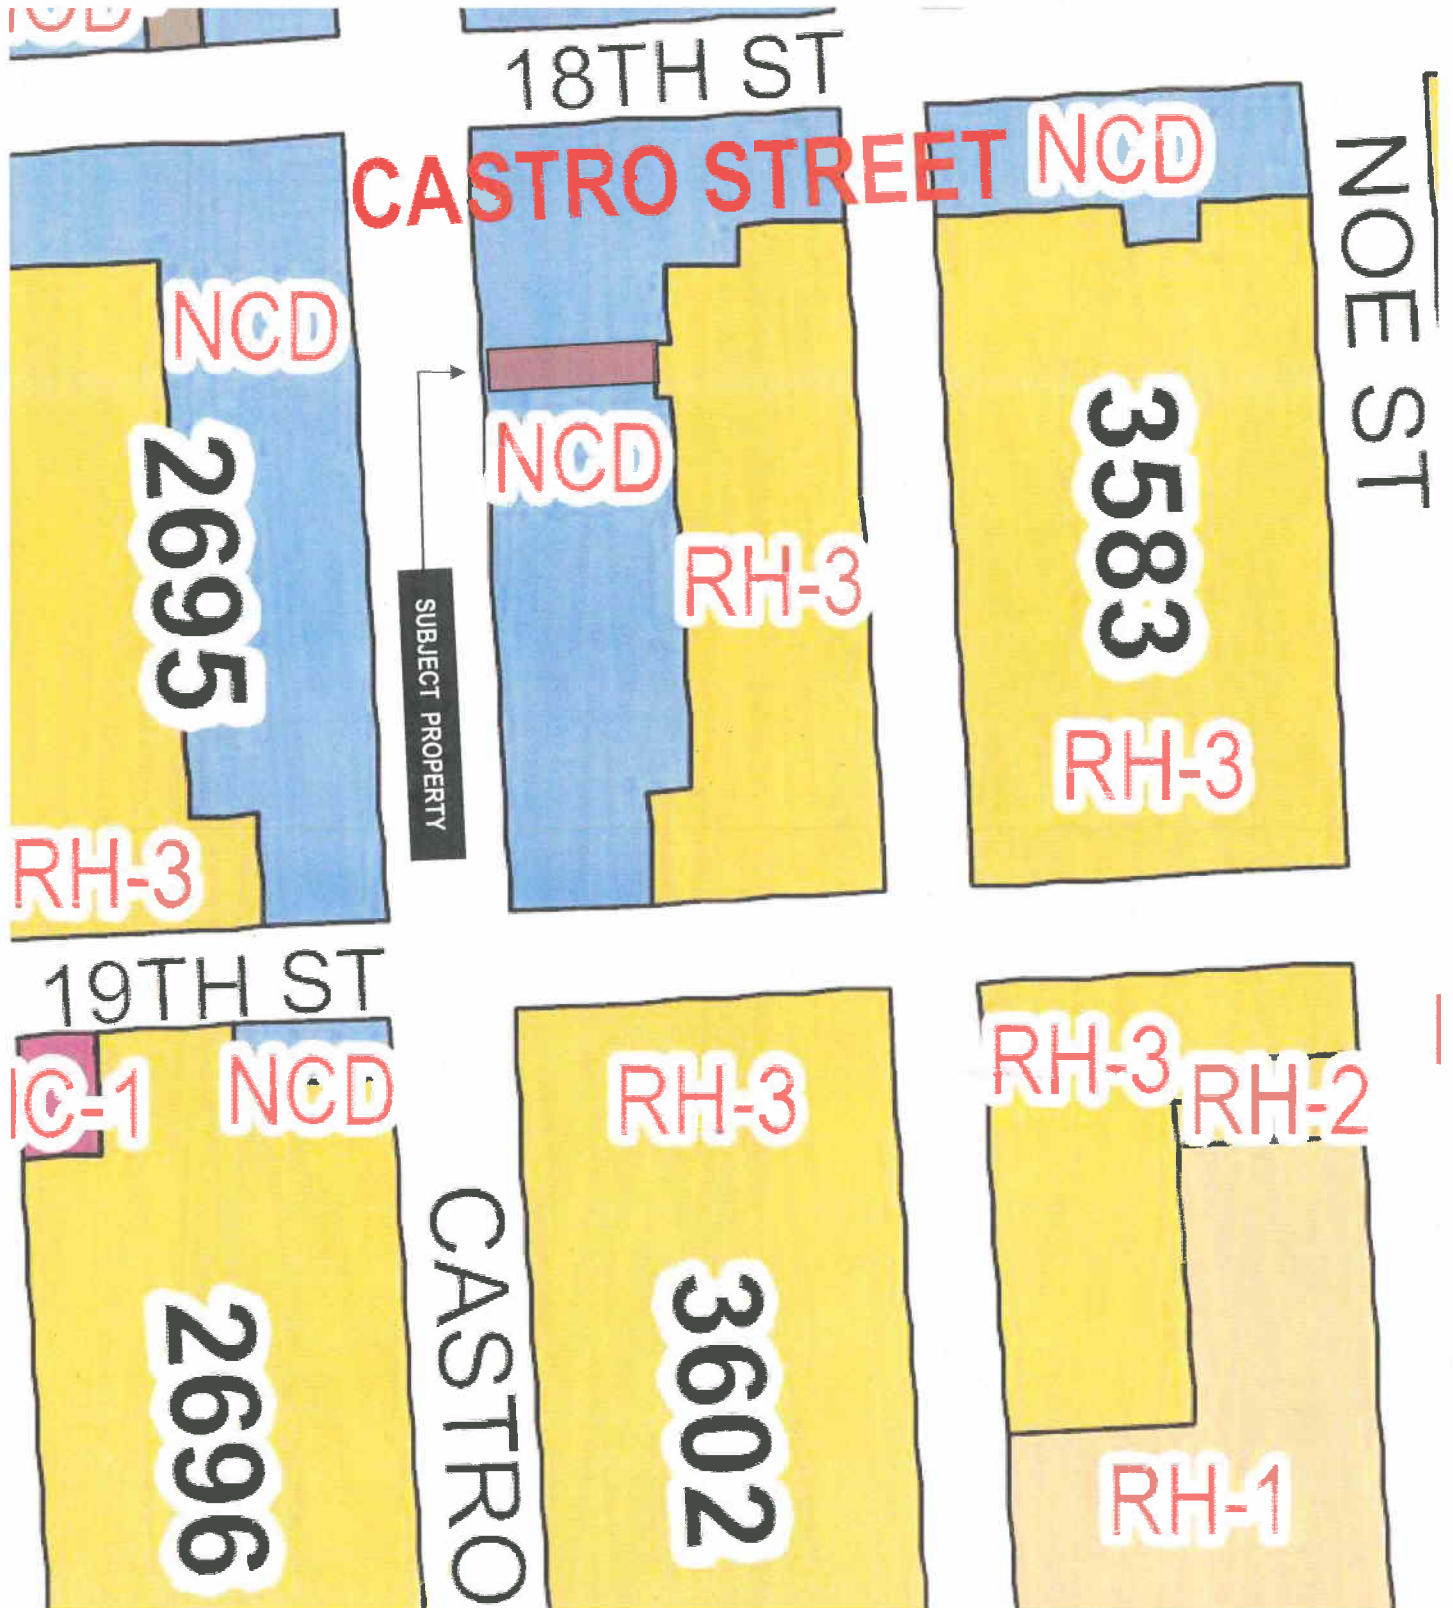 NCD
18TH ST
CASTRO STREET
NCD
NOE ST
NCD
NCD
2695
3583
RH-3
SUBJECT PROPERTY
RH-3
RH-3
19TH ST
RH-3
RH-2
C-1
NCD
RH-3
CASTRO
2696
3602
RH-1